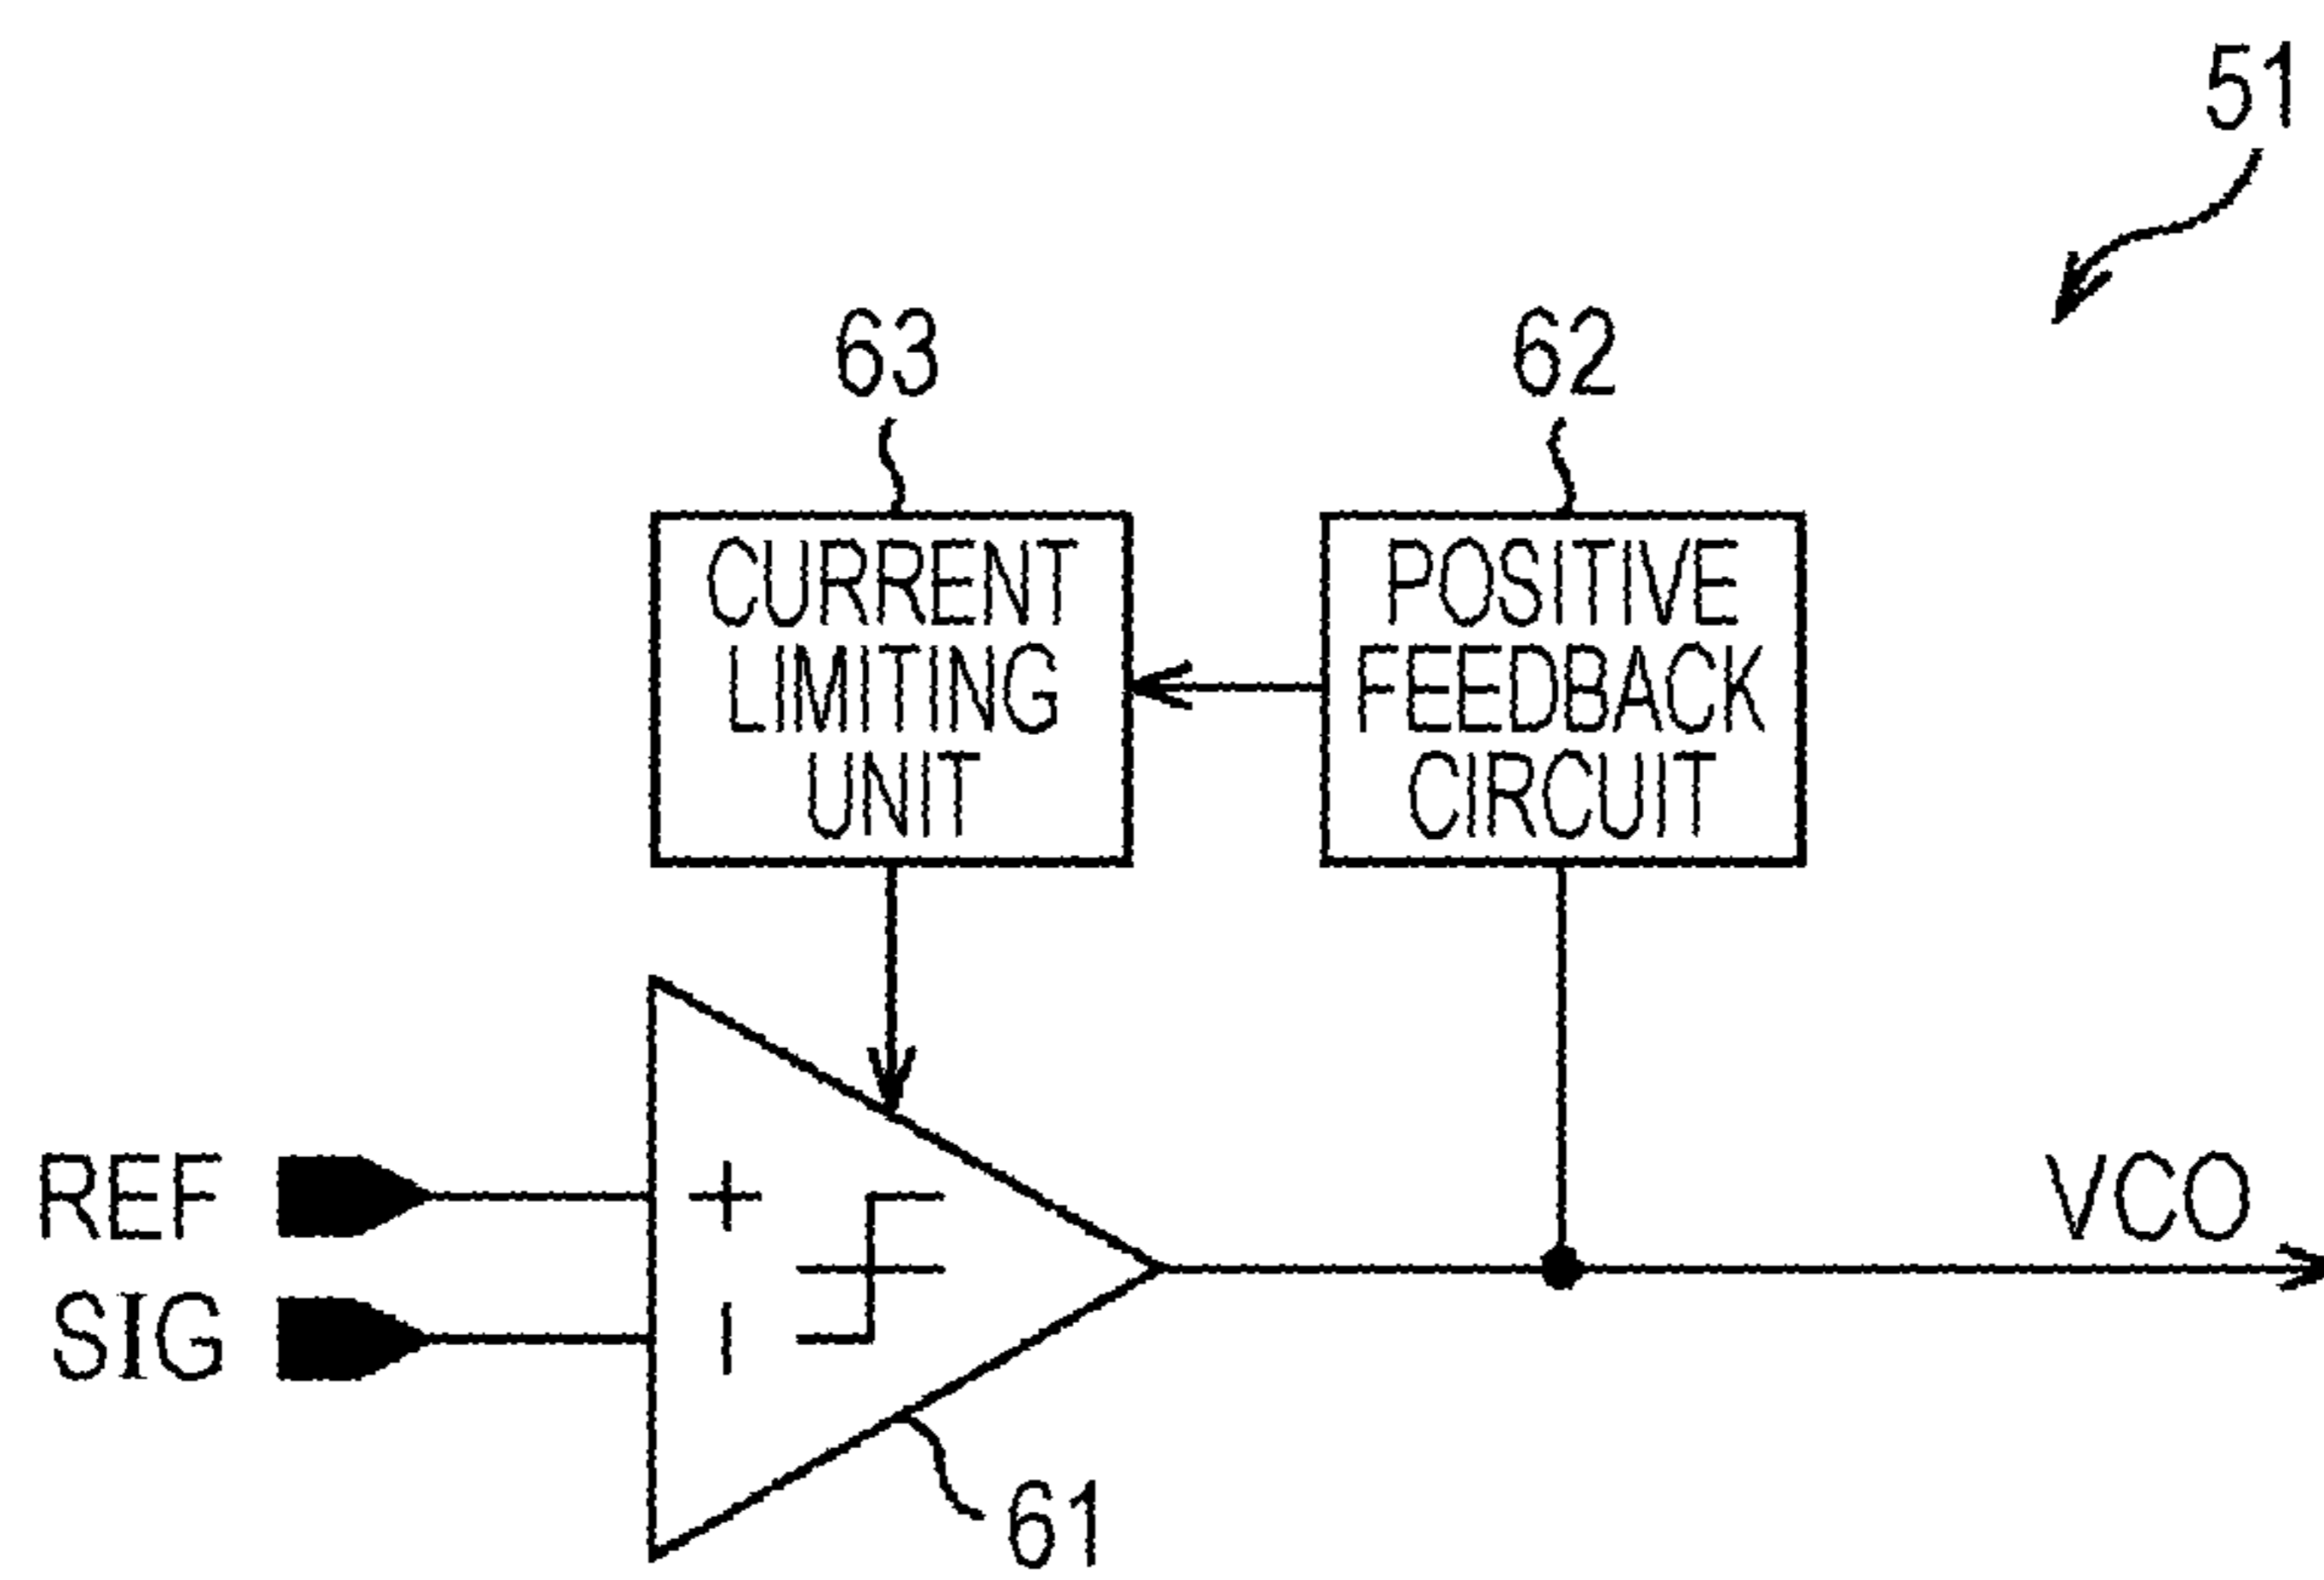 51
63
62
CURRENT
LIMITING
UNIT
POSITIVE
FEEDBACK
CIRCUIT
REF
+
VCO
SIG
−
61